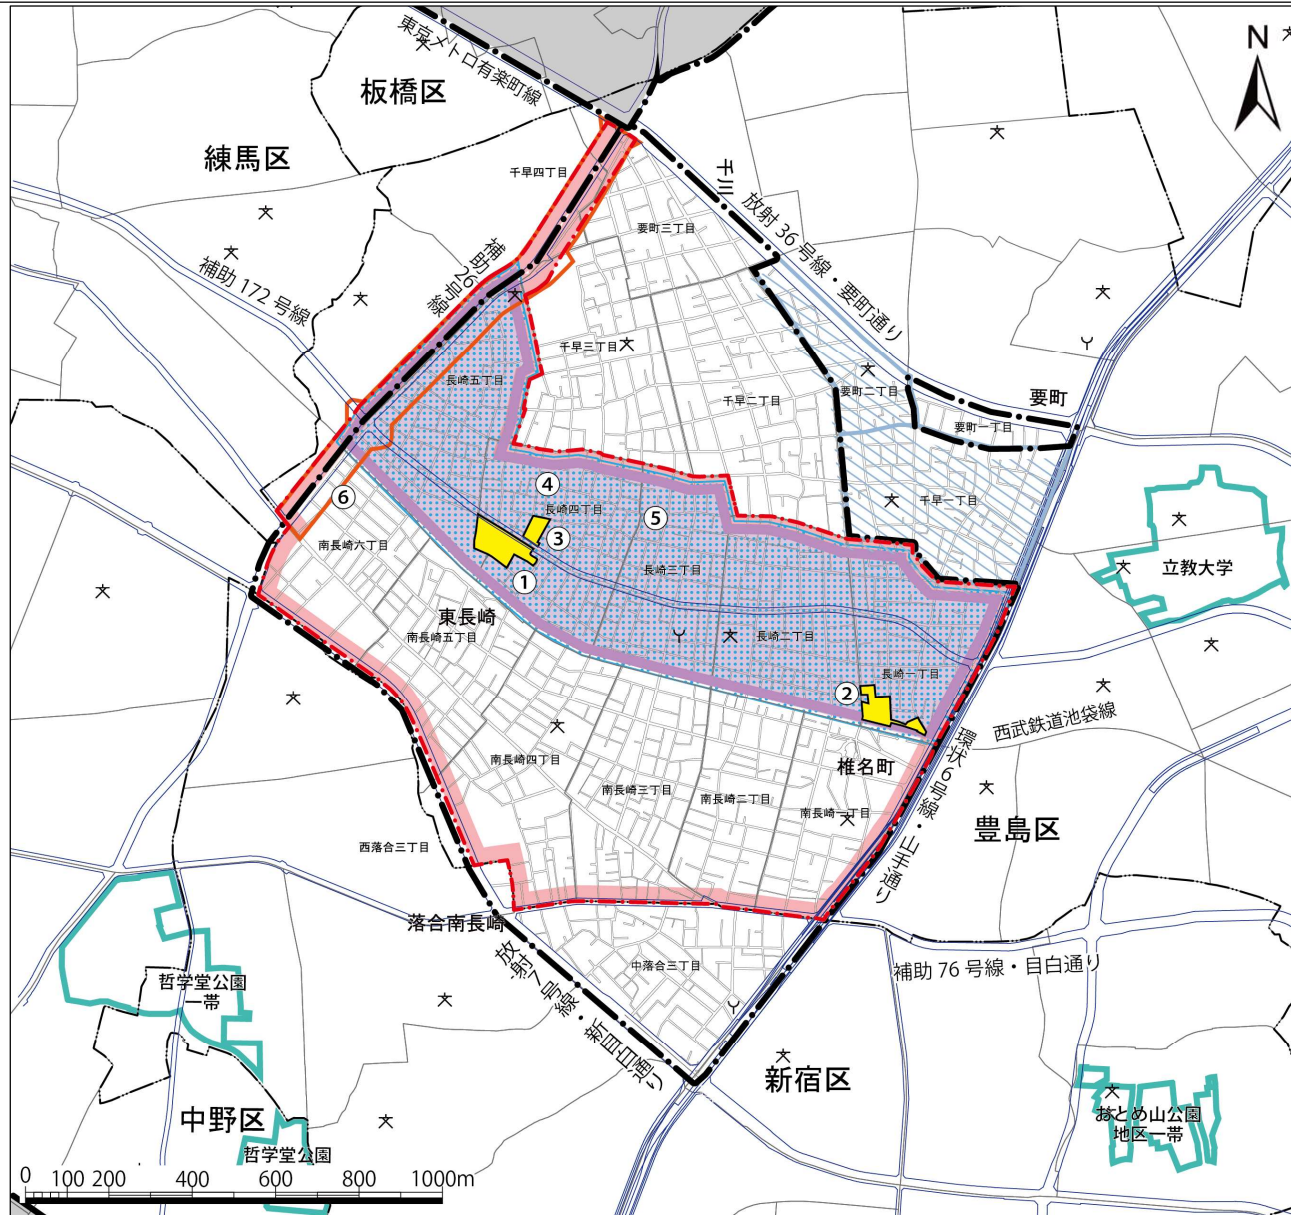 東京メトロ有楽町線
N
板橋区
練馬区
千早四丁目
千川
放射 36 号線・要町通り
要町三丁目
補助 26 号線
補助 172 号線
千早三丁目
長崎五丁目
千早二丁目
要町二丁目
要町
要町一丁目
千早一丁目
④
⑤
⑥
長崎四丁目
③
南長崎六丁目
①
長崎三丁目
立教大学
東長崎
南長崎五丁目
長崎二丁目
長崎一丁目
②
西武鉄道池袋線
環状6号線・山手通り
椎名町
南長崎四丁目
南長崎三丁目
南長崎二丁目
南長崎一丁目
豊島区
西落合三丁目
落合南長崎
放射7号線・新目白通り
中落合三丁目
補助 76 号線・目白通り
哲学堂公園
一帯
新宿区
中野区
哲学堂公園
おとめ山公園
地区一帯
0 100 200 400 600 800 1000m